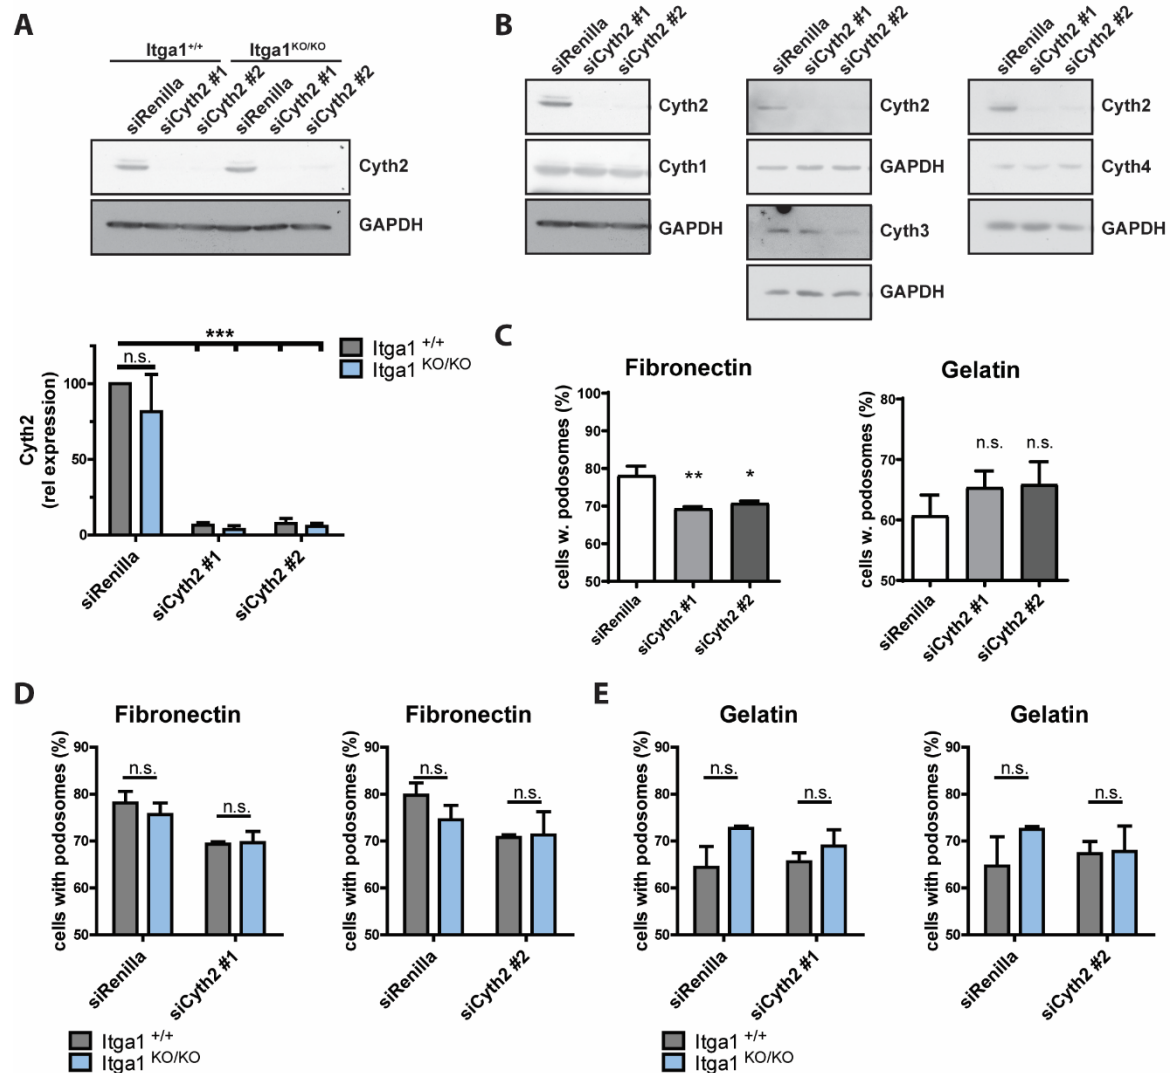 A
Itga1+/+ Itga1KO/KO
siRenilla siCyth2 #1 siCyth2 #2 siRenilla siCyth2 #1 siCyth2 #2
Cyth2
GAPDH
Cyth2
(rel expression)
100
50
0
***
n.s.
Itga1 +/+
Itga1 KO/KO
siRenilla siCyth2 #1 siCyth2 #2
B
siRenilla siCyth2 #1 siCyth2 #2
Cyth2
Cyth1
GAPDH
siRenilla siCyth2 #1 siCyth2 #2
Cyth2
GAPDH
Cyth3
GAPDH
siRenilla siCyth2 #1 siCyth2 #2
Cyth2
Cyth4
GAPDH
C
Fibronectin
cells w. podosomes (%)
100
90
80
70
60
50
** *
siRenilla siCyth2 #1 siCyth2 #2
Gelatin
cells w. podosomes (%)
80
70
60
50
n.s. n.s.
siRenilla siCyth2 #1 siCyth2 #2
D
Fibronectin
cells with podosomes (%)
90
80
70
60
50
n.s. n.s.
siRenilla siCyth2 #1
Fibronectin
cells with podosomes (%)
90
80
70
60
50
n.s. n.s.
siRenilla siCyth2 #2
Itga1 +/+
Itga1 KO/KO
E
Gelatin
cells with podosomes (%)
90
80
70
60
50
n.s. n.s.
siRenilla siCyth2 #1
Gelatin
cells with podosomes (%)
90
80
70
60
50
n.s. n.s.
siRenilla siCyth2 #2
Itga1 +/+
Itga1 KO/KO